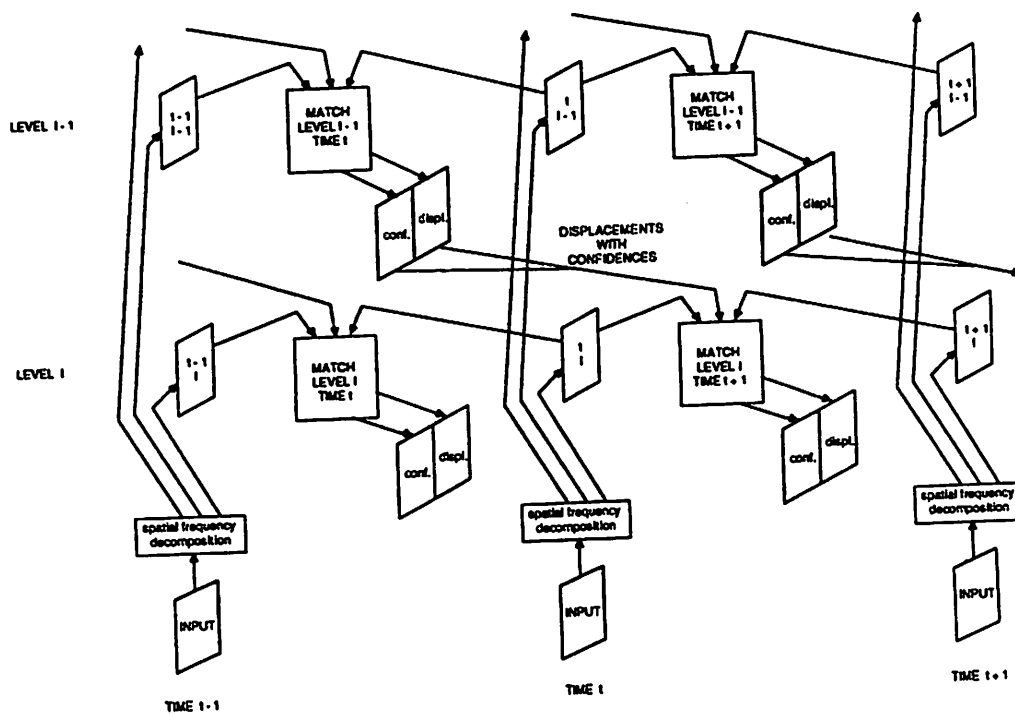 LEVEL l - 1
t - 1
l - 1
MATCH
LEVEL l - 1
TIME t
t
l - 1
MATCH
LEVEL l - 1
TIME t + 1
t + 1
l - 1
conf.
displ.
conf.
displ.
DISPLACEMENTS
WITH
CONFIDENCES
LEVEL l
t - 1
l
MATCH
LEVEL l
TIME t
t
l
MATCH
LEVEL l
TIME t + 1
t + 1
l
conf.
displ.
conf.
displ.
spatial frequency
decomposition
spatial frequency
decomposition
spatial frequency
decomposition
INPUT
INPUT
INPUT
TIME t - 1
TIME t
TIME t + 1